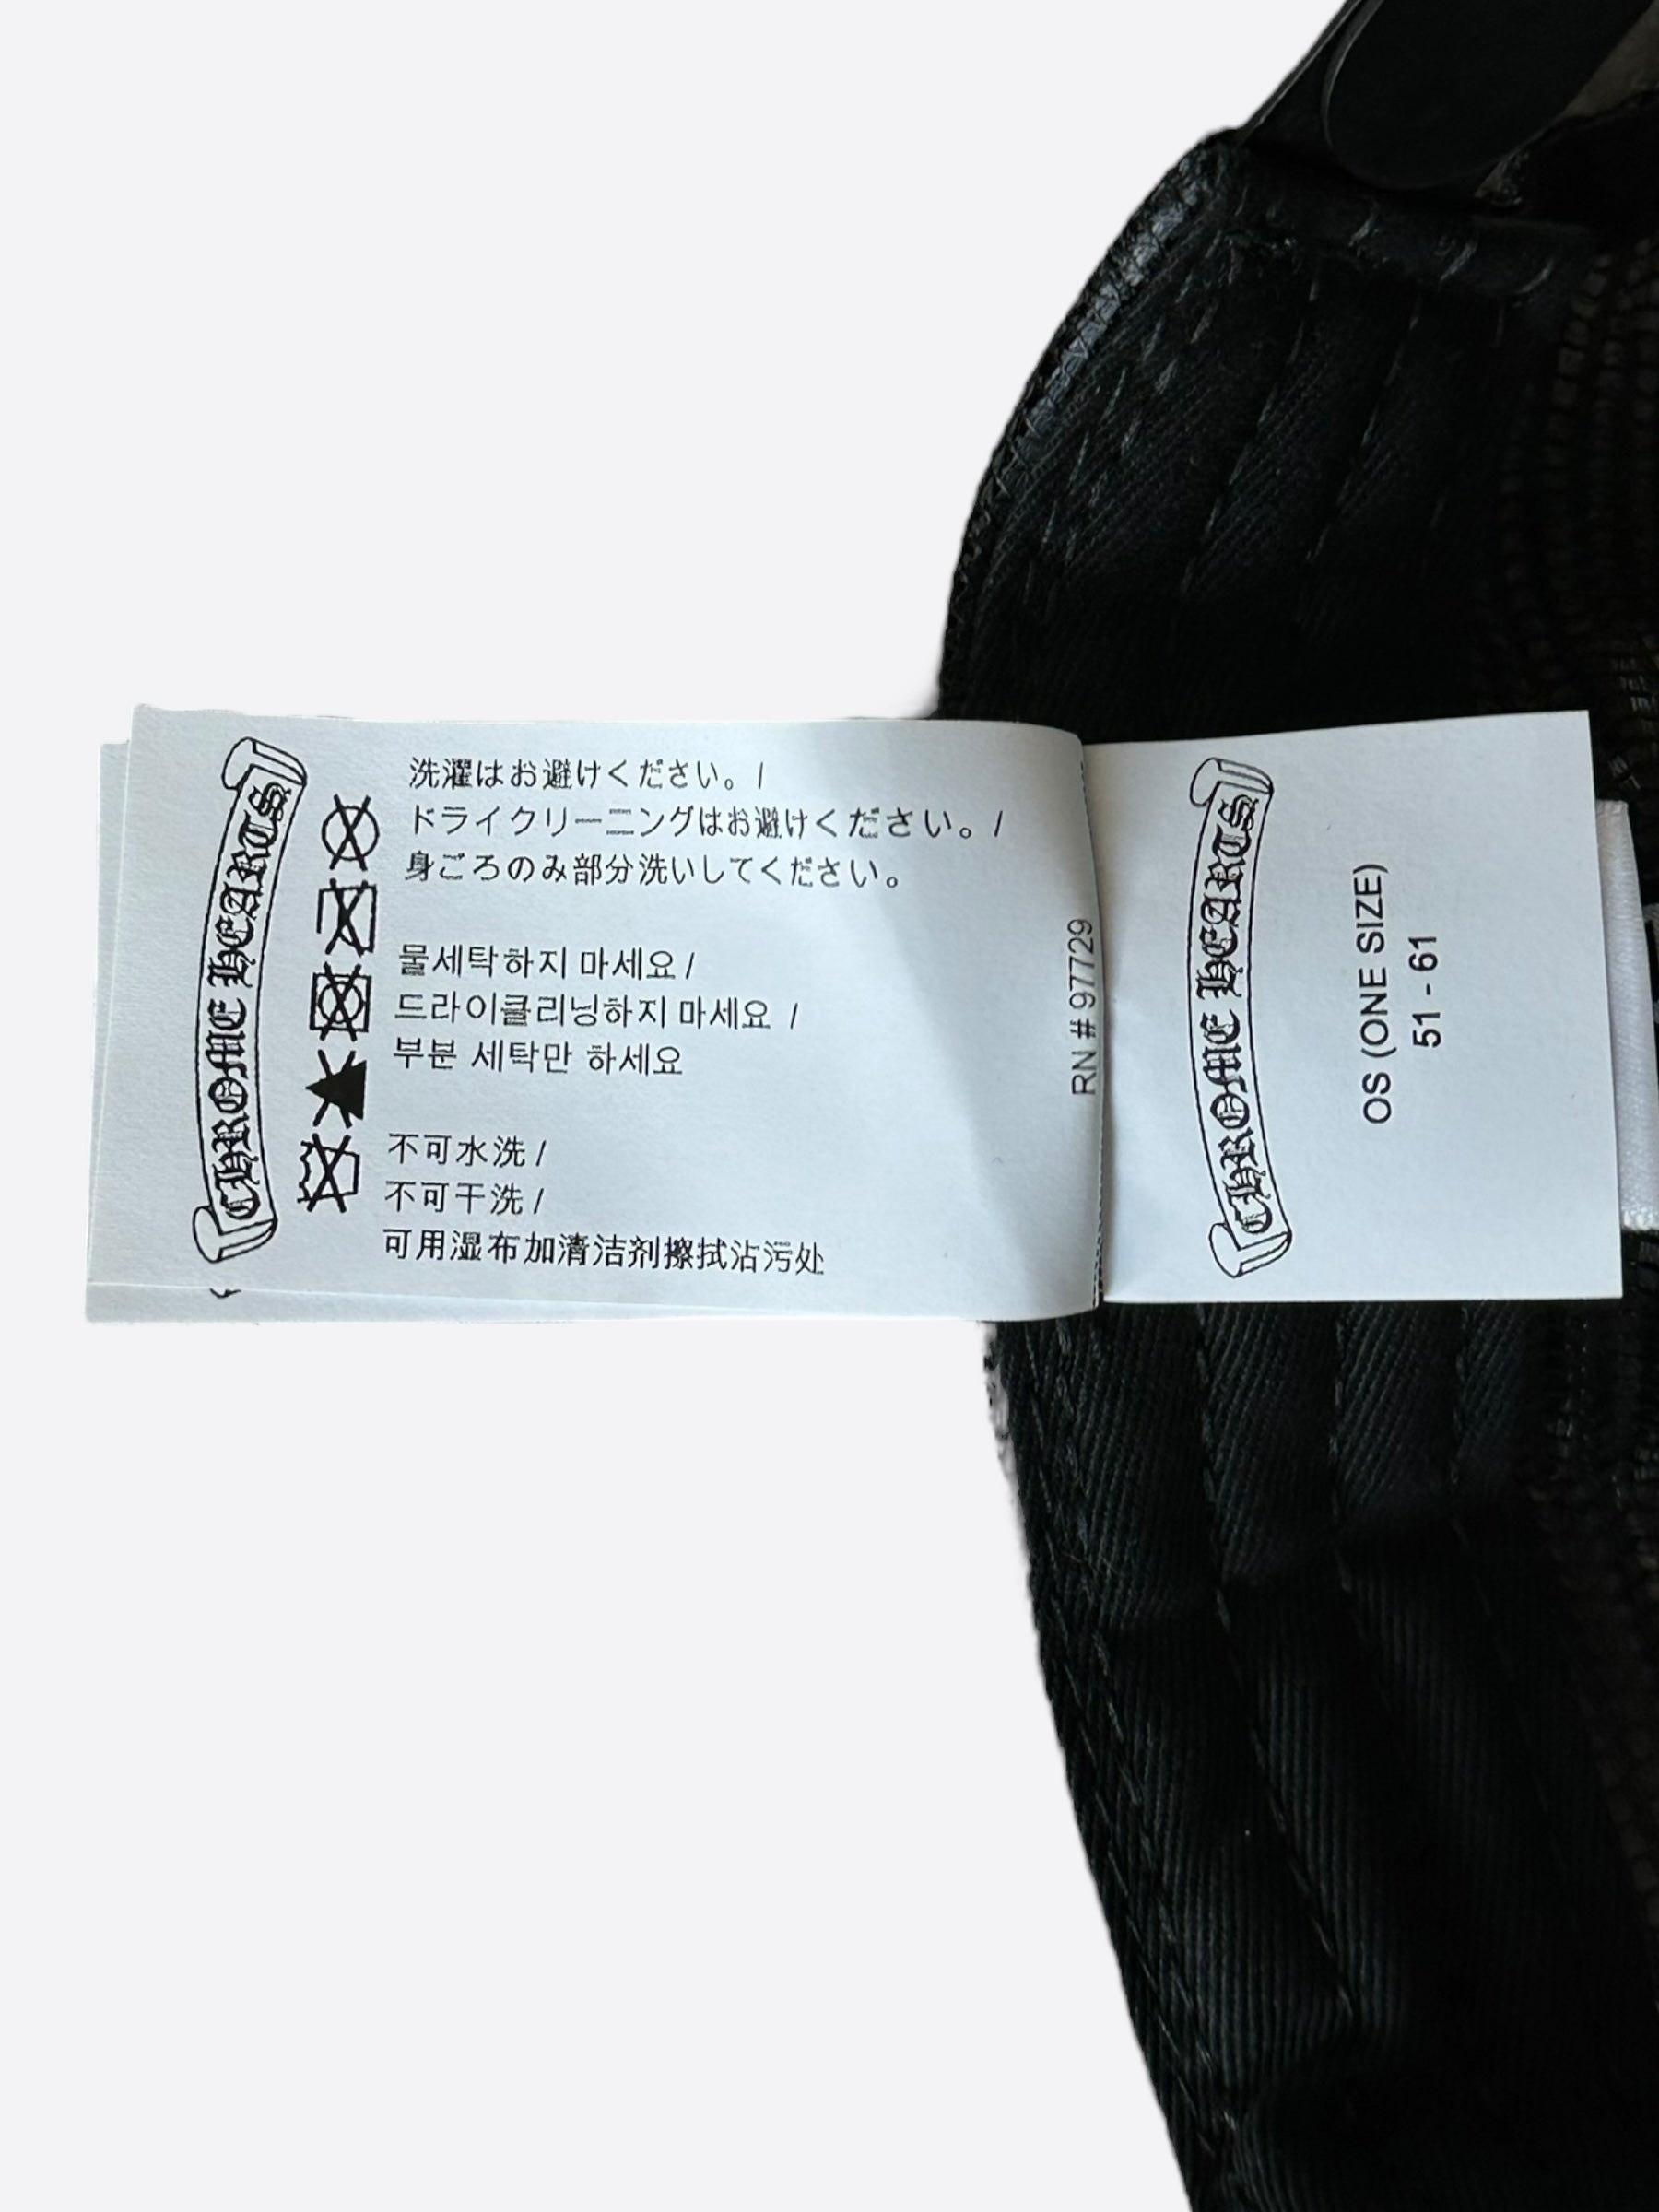 CHROME HEARTS
洗濯はお避けください。/
ドライクリーニングはお避けください。/
身ごろのみ部分洗いしてください。
물세탁하지 마세요 /
드라이클리닝하지 마세요 /
부분 세탁만 하세요
不可水洗 /
不可干洗 /
可用湿布加清洁剂擦拭沾污处
RN # 97729
CHROME HEARTS
OS (ONE SIZE)
51 - 61